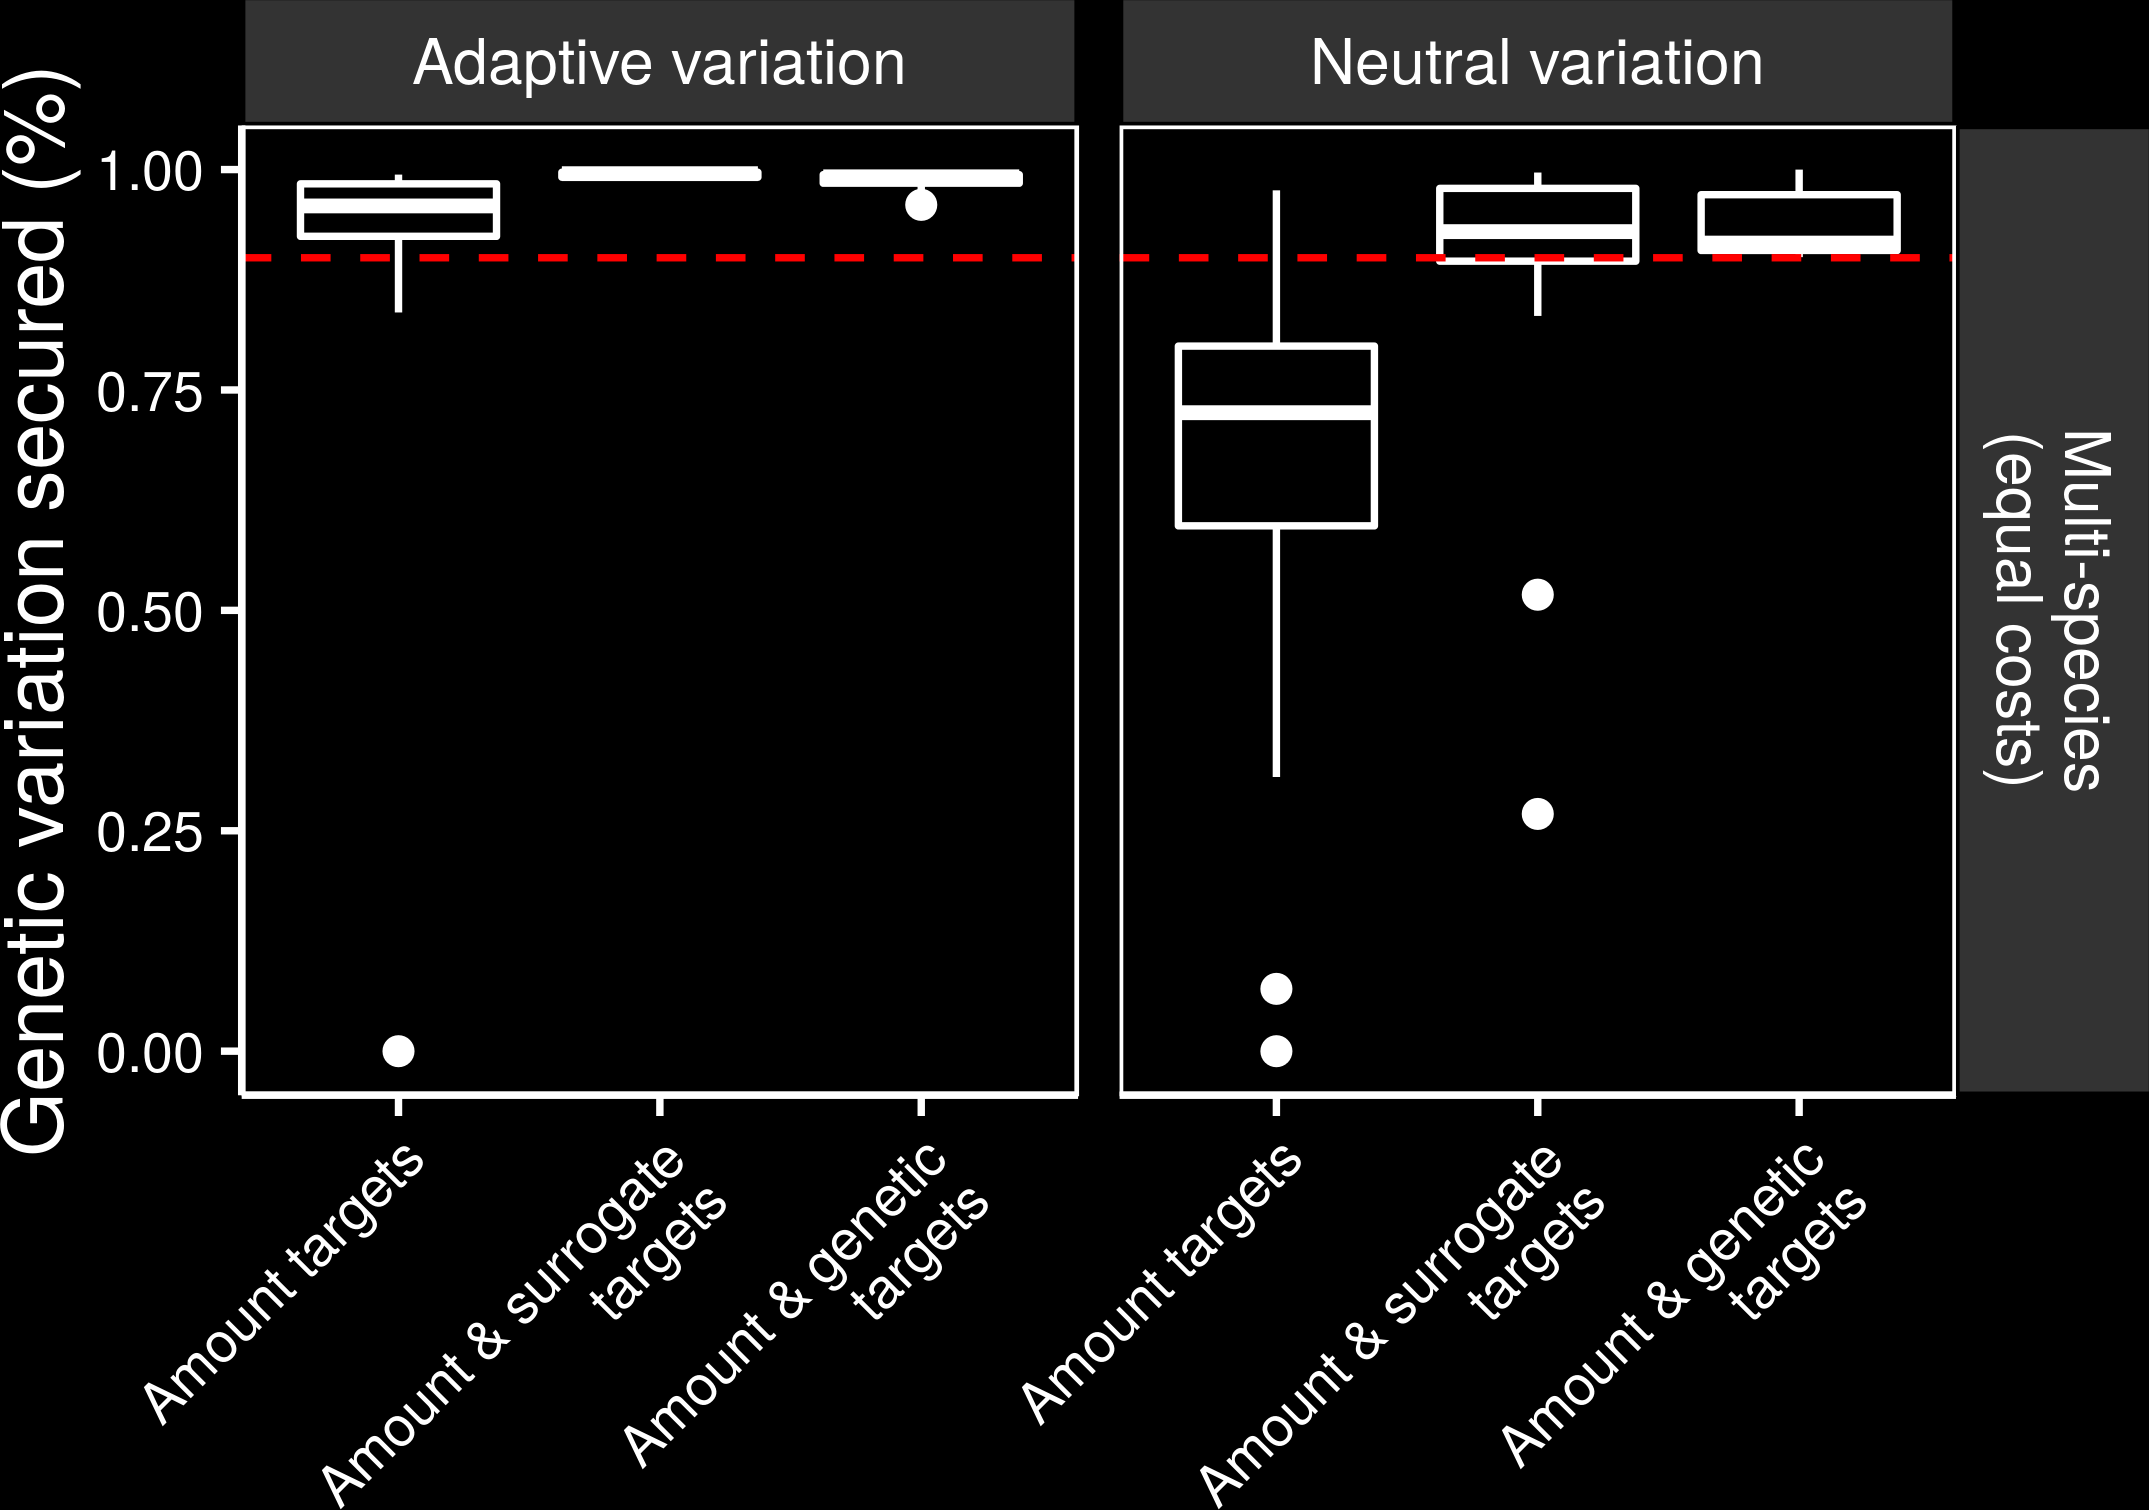 Adaptive variation
Neutral variation
Genetic variation secured (%)
1.00
0.75
0.50
0.25
0.00
Multi-species
(equal costs)
Amount targets
Amount & surrogate
targets
Amount & genetic
targets
Amount targets
Amount & surrogate
targets
Amount & genetic
targets